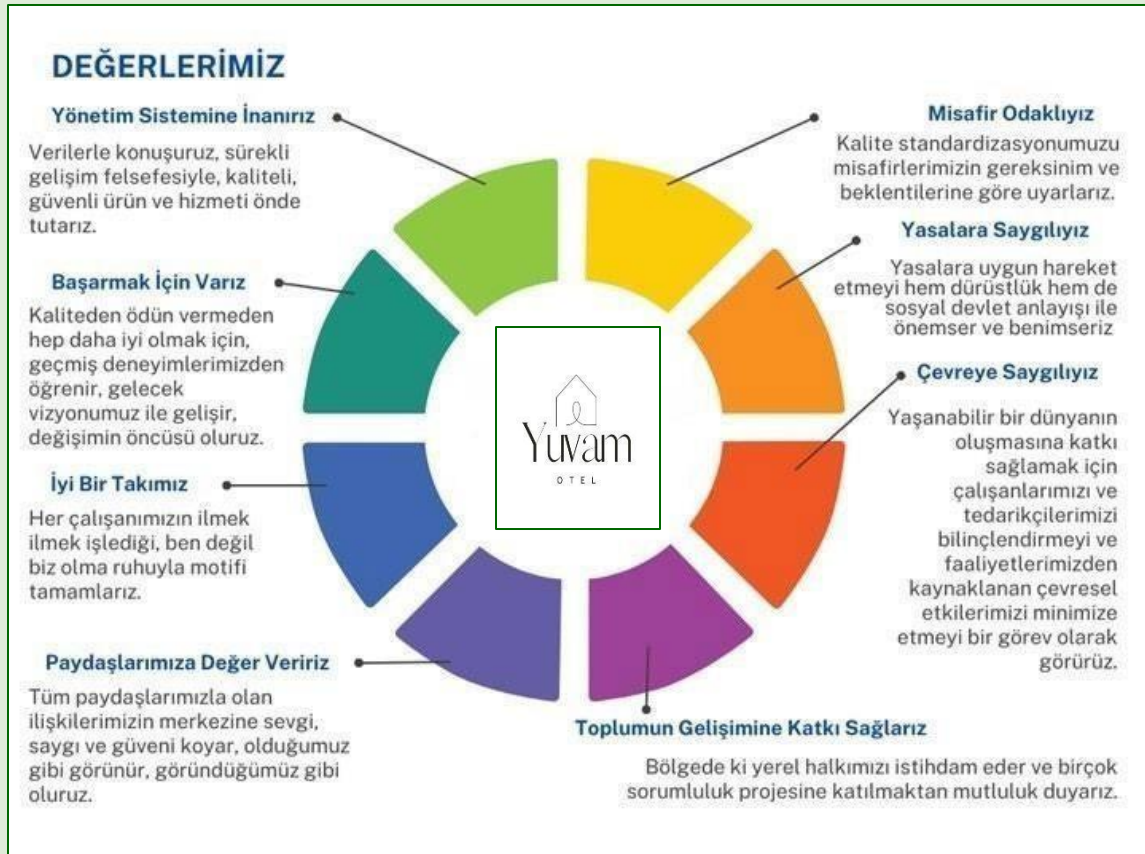 DEĞERLERİMİZ
Yönetim Sistemine İnanırız
Verilerle konuşuruz, sürekli
gelişim felsefesiyle, kaliteli,
güvenli ürün ve hizmeti önde
tutarız.
Başarmak İçin Varız
Kaliteden ödün vermeden
hep daha iyi olmak için,
geçmiş deneyimlerimizden
öğrenir, gelecek
vizyonumuz ile gelişir,
değişimin öncüsü oluruz.
İyi Bir Takımız
Her çalışanımızın ilmek
ilmek işlediği, ben değil
biz olma ruhuyla motifi
tamamlarız.
Paydaşlarımıza Değer Veririz
Tüm paydaşlarımızla olan
ilişkilerimizin merkezine sevgi,
saygı ve güveni koyar, olduğumuz
gibi görünür, göründüğümüz gibi
oluruz.
Yuvam
OTEL
Misafir Odaklıyız
Kalite standardizasyonumuzu
misafirlerimizin gereksinim ve
beklentilerine göre uyarlarız.
Yasalara Saygılıyız
Yasalara uygun hareket
etmeyi hem dürüstlük hem de
sosyal devlet anlayışı ile
önemser ve benimseriz
Çevreye Saygılıyız
Yaşanabilir bir dünyanın
oluşmasına katkı
sağlamak için
çalışanlarımızı ve
tedarikçilerimizi
bilinçlendirmeyi ve
faaliyetlerimizden
kaynaklanan çevresel
etkilerimizi minimize
etmeyi bir görev olarak
görürüz.
Toplumun Gelişimine Katkı Sağlarız
Bölgede ki yerel halkımızı istihdam eder ve birçok
sorumluluk projesine katılmaktan mutluluk duyarız.